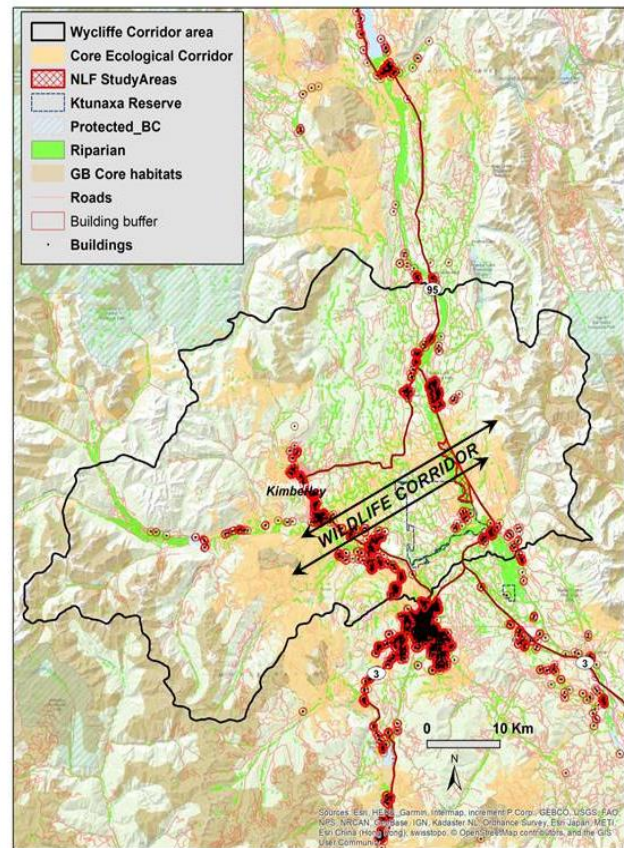 Wycliffe Corridor area
Core Ecological Corridor
NLF StudyAreas
Ktunaxa Reserve
Protected_BC
Riparian
GB Core habitats
Roads
Building buffer
Buildings
95
Kimberley
WILDLIFE CORRIDOR
3
3
0 10 Km
N
Sources: Esri, HERE, Garmin, Intermap, increment P Corp., GEBCO, USGS, FAO,
NPS, NRCAN, GeoBase, IGN, Kadaster NL, Ordnance Survey, Esri Japan, METI,
Esri China (Hong Kong), swisstopo, © OpenStreetMap contributors, and the GIS
User Community